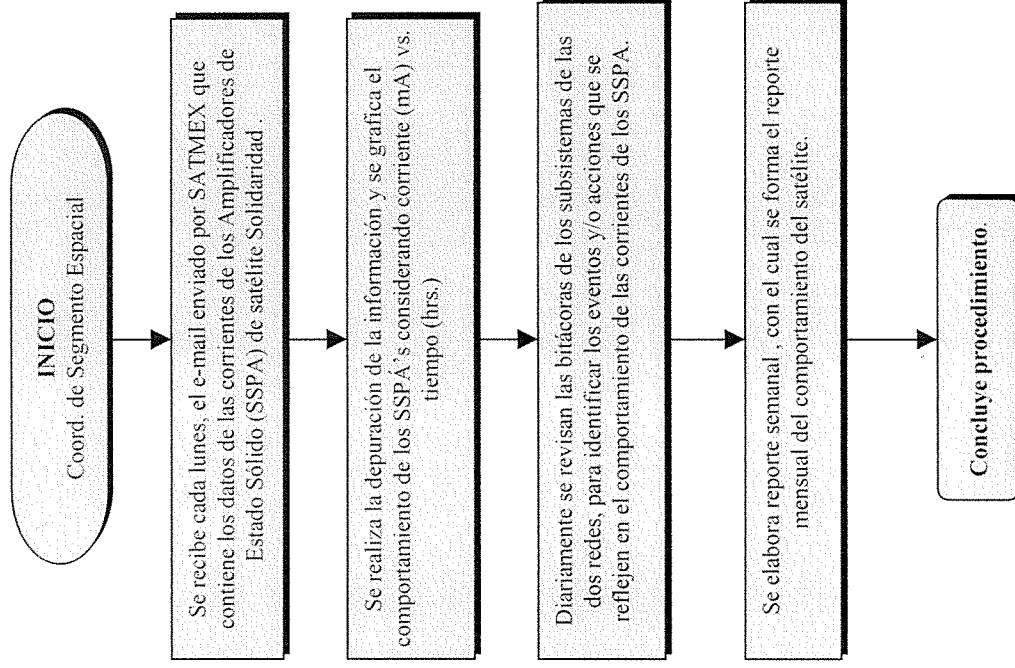 INICIO
Coord. de Segmento Espacial
Se recibe cada lunes, el e-mail enviado por SATMEX que
contiene los datos de las corrientes de los Amplificadores de
Estado Sólido (SSPA) de satélite Solidaridad .
Se realiza la depuración de la información y se grafica el
comportamiento de los SSPÁ's considerando corriente (mA) vs.
tiempo (hrs.)
Diariamente se revisan las bitácoras de los subsistemas de las
dos redes, para identificar los eventos y/o acciones que se
reflejen en el comportamiento de las corrientes de los SSPA.
Se elabora reporte semanal , con el cual se forma el reporte
mensual del comportamiento del satélite.
Concluye procedimiento.